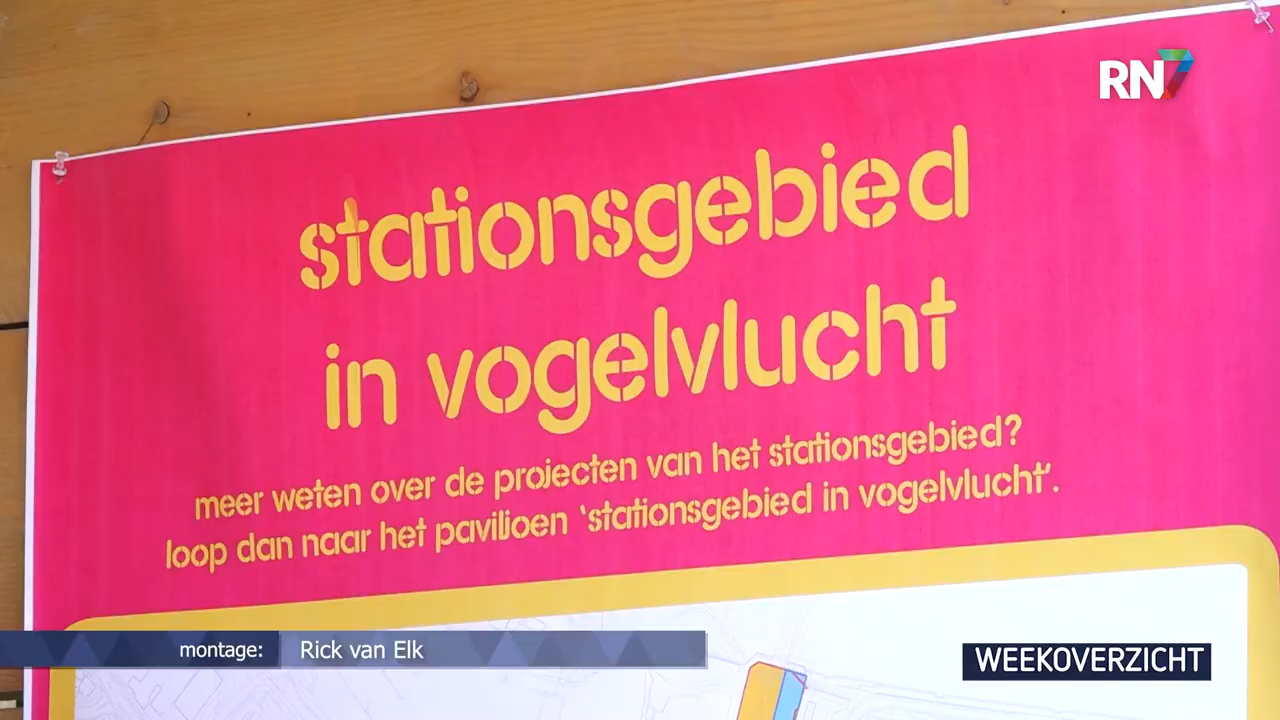 RN7
stationsgebied
in vogelvlucht
meer weten over de projecten van het stationsgebied?
loop dan naar het paviljoen 'stationsgebied in vogelvlucht'.
montage: Rick van Elk
WEEKOVERZICHT